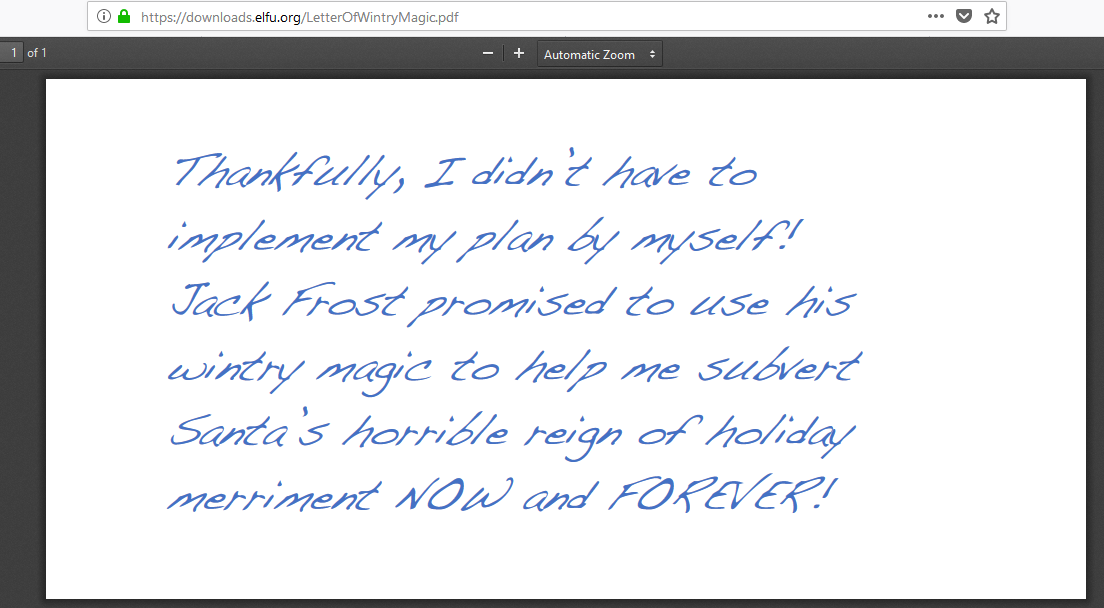 https://downloads.elfu.org/LetterOfWintryMagic.pdf
1 of 1
Automatic Zoom
Thankfully, I didn't have to
implement my plan by myself!
Jack Frost promised to use his
wintry magic to help me subvert
Santa's horrible reign of holiday
merriment NOW and FOREVER!